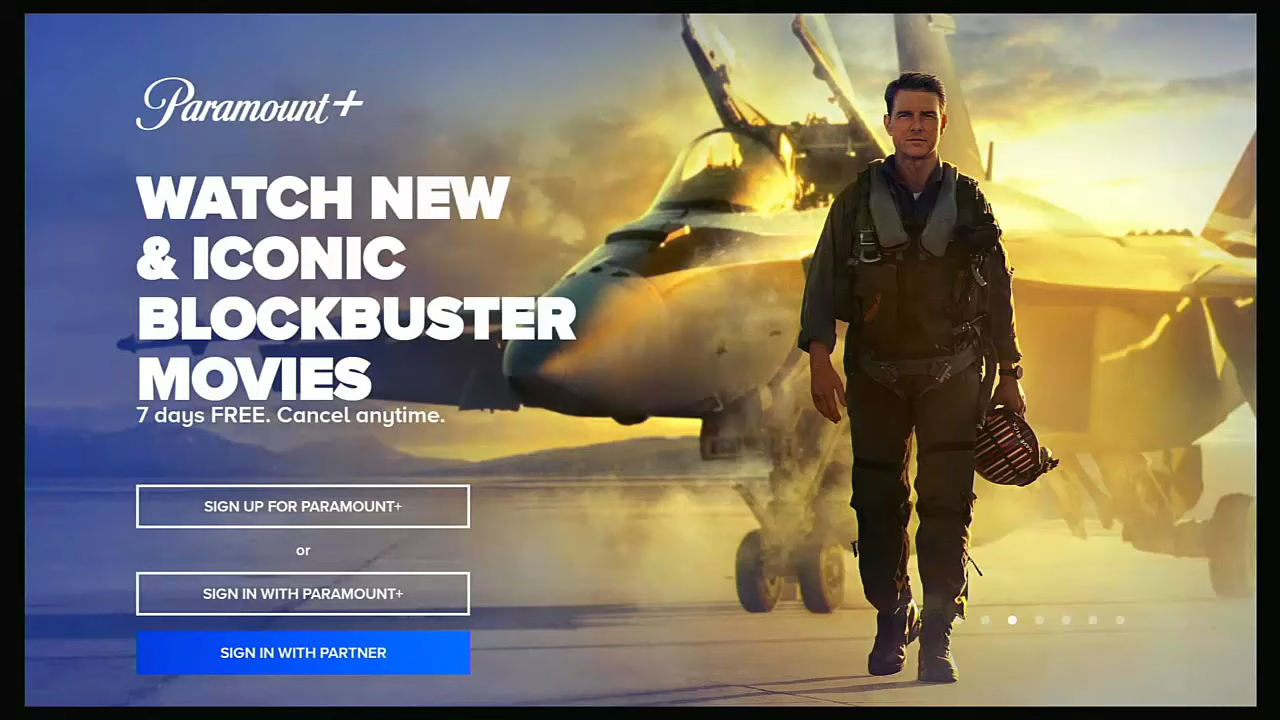 Paramount+
WATCH NEW
& ICONIC
BLOCKBUSTER
MOVIES
7 days FREE. Cancel anytime.
SIGN UP FOR PARAMOUNT+
or
SIGN IN WITH PARAMOUNT+
SIGN IN WITH PARTNER